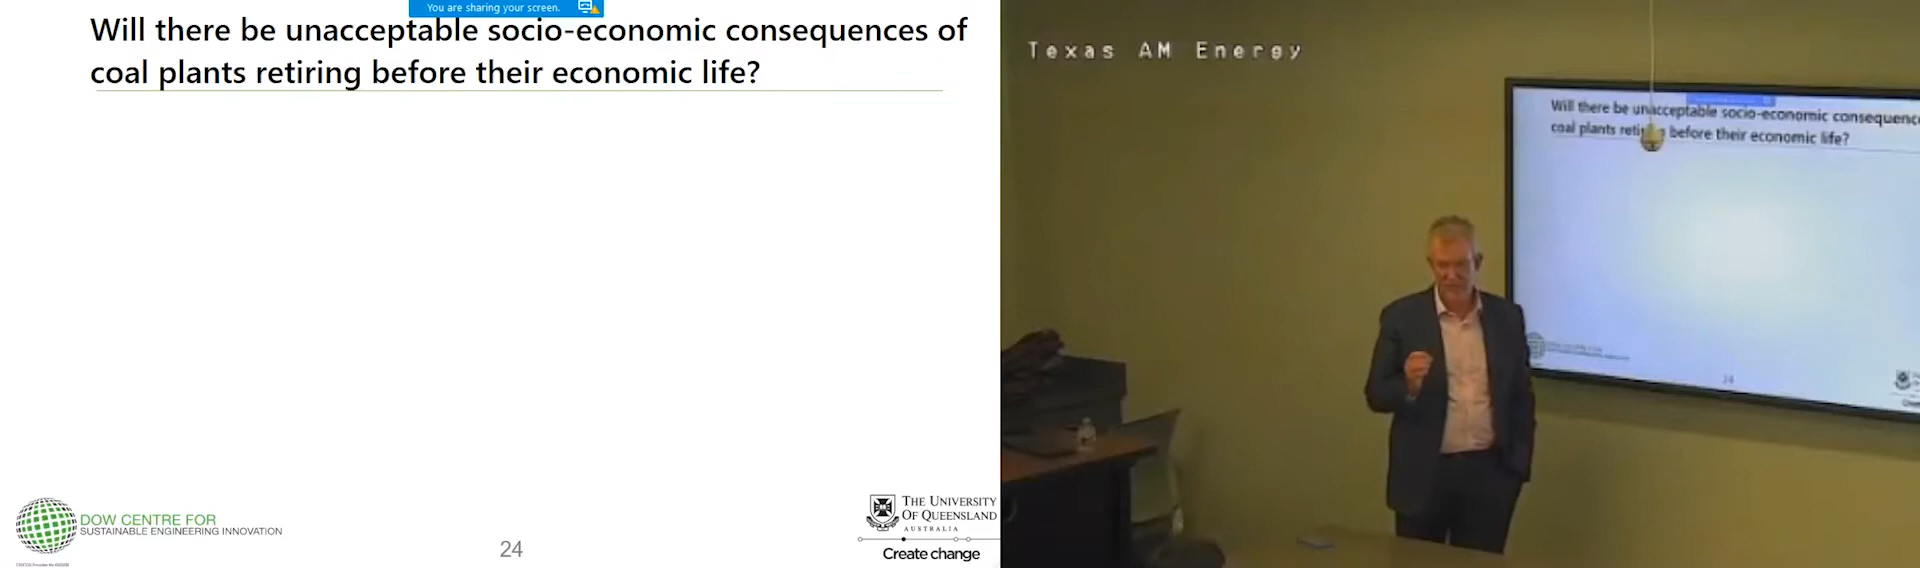 You are sharing your screen.
Will there be unacceptable socio-economic consequences of
coal plants retiring before their economic life?
DOW CENTRE FOR
SUSTAINABLE ENGINEERING INNOVATION
24
THE UNIVERSITY
OF QUEENSLAND
AUSTRALIA
Create change
Texas AM Energy
Will there be unacceptable socio-economic consequenc
coal plants reti before their economic life?
24